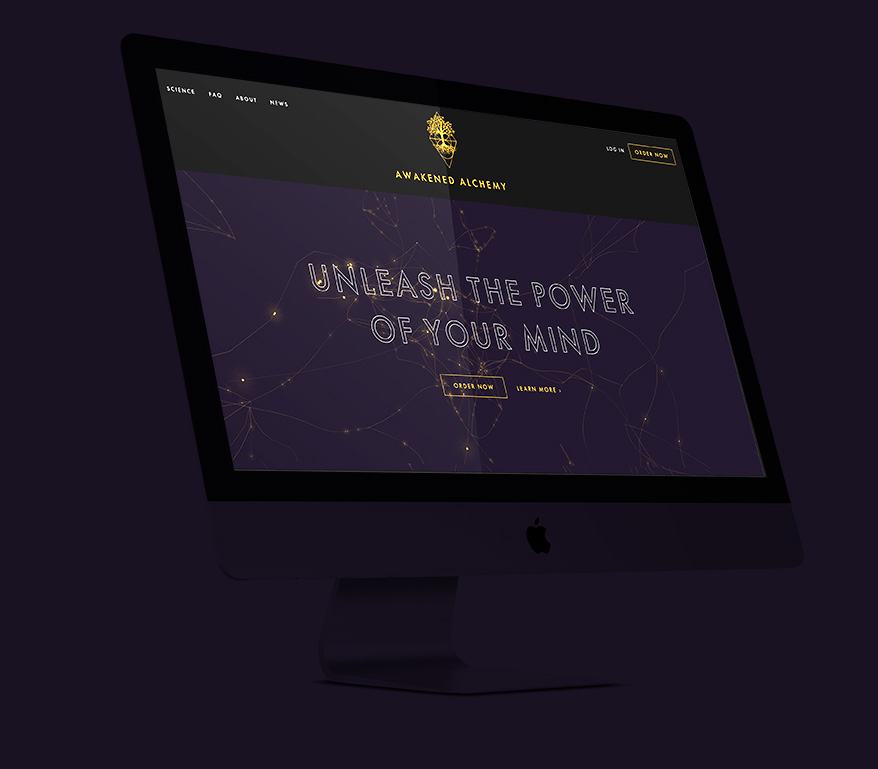 SCIENCE FAQ ABOUT NEWS
LOG IN ORDER NOW
AWAKENED ALCHEMY
UNLEASH THE POWER
OF YOUR MIND
ORDER NOW LEARN MORE ›